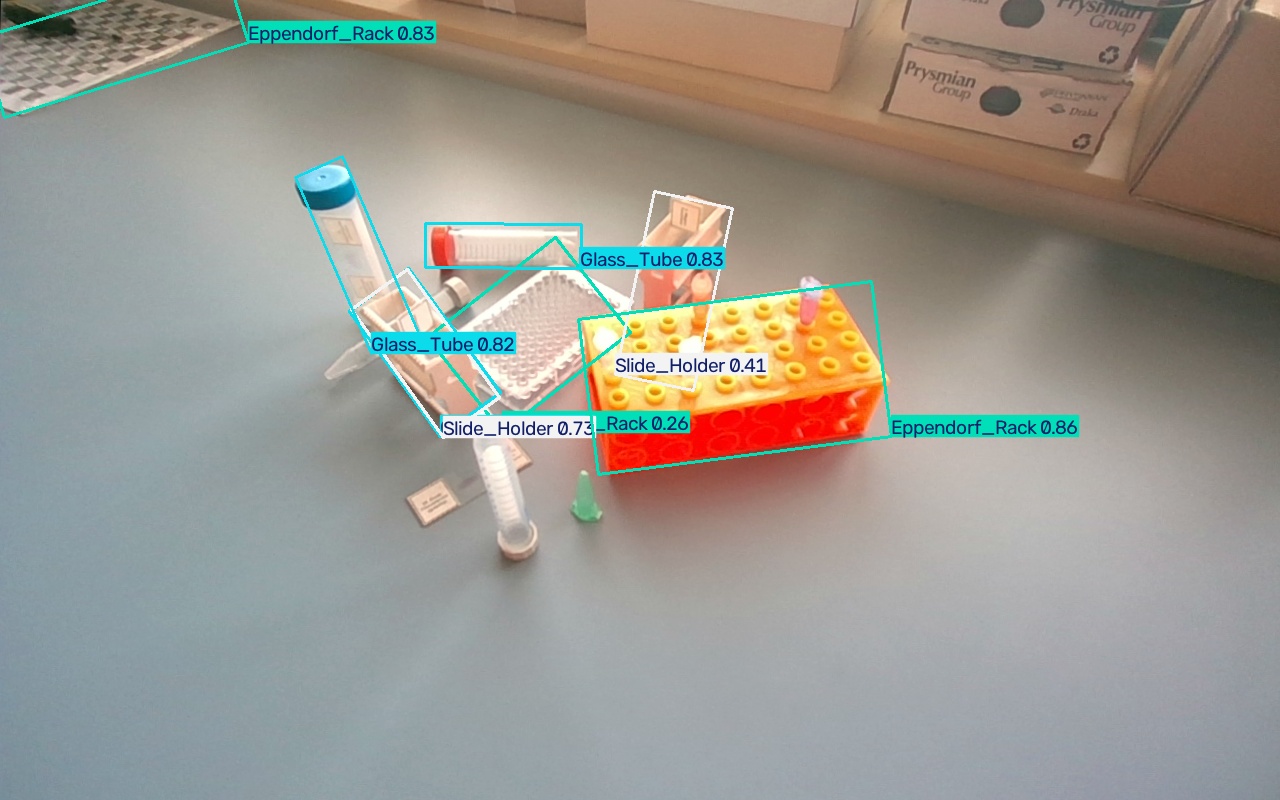 Eppendorf_Rack 0.83
Prysmian
Group
Prysmian
Group
Draka
Glass_Tube 0.83
Glass_Tube 0.82
Slide_Holder 0.41
Slide_Holder 0.73
_Rack 0.26
Eppendorf_Rack 0.86